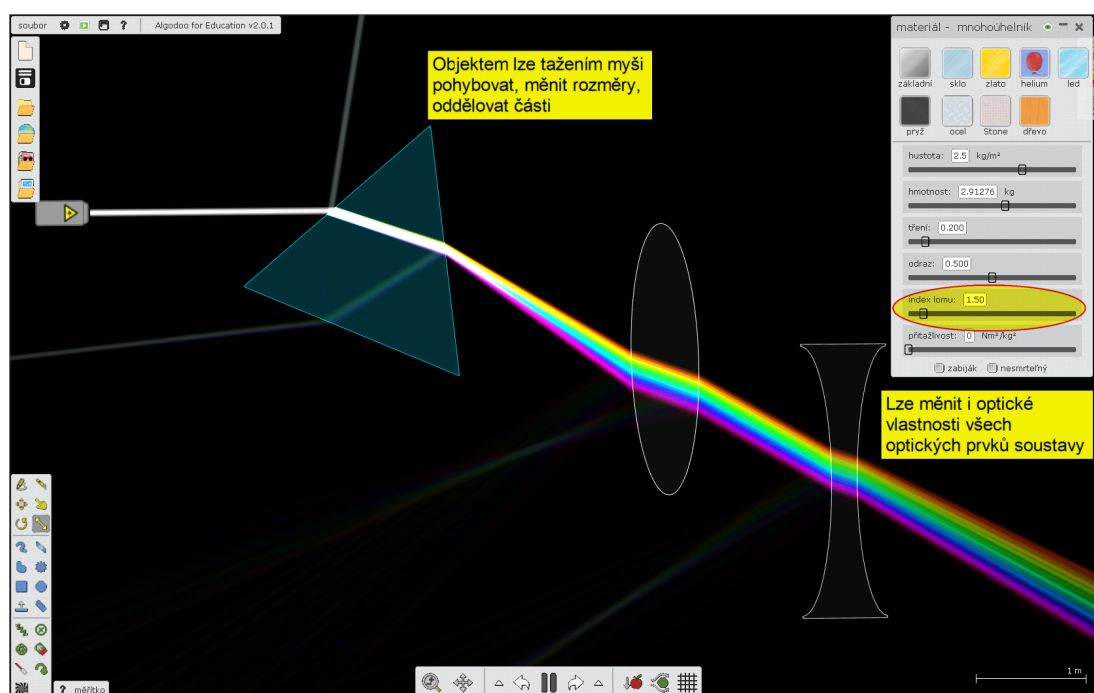 soubor ? Algodoo for Education v2.0.1
materiál - mnohoúhelník
Objektem lze tažením myši
pohybovat, měnit rozměry,
oddělovat části
základní sklo zlato helium led
pryž ocel Stone dřevo
hustota: 2.5 kg/m²
hmotnost: 2.91276 kg
tření: 0.200
odraz: 0.500
index lomu: 1.50
přitažlivost: 0 Nm²/kg²
zabiják nesmrtelný
Lze měnit i optické
vlastnosti všech
optických prvků soustavy
1 m
? měřítko